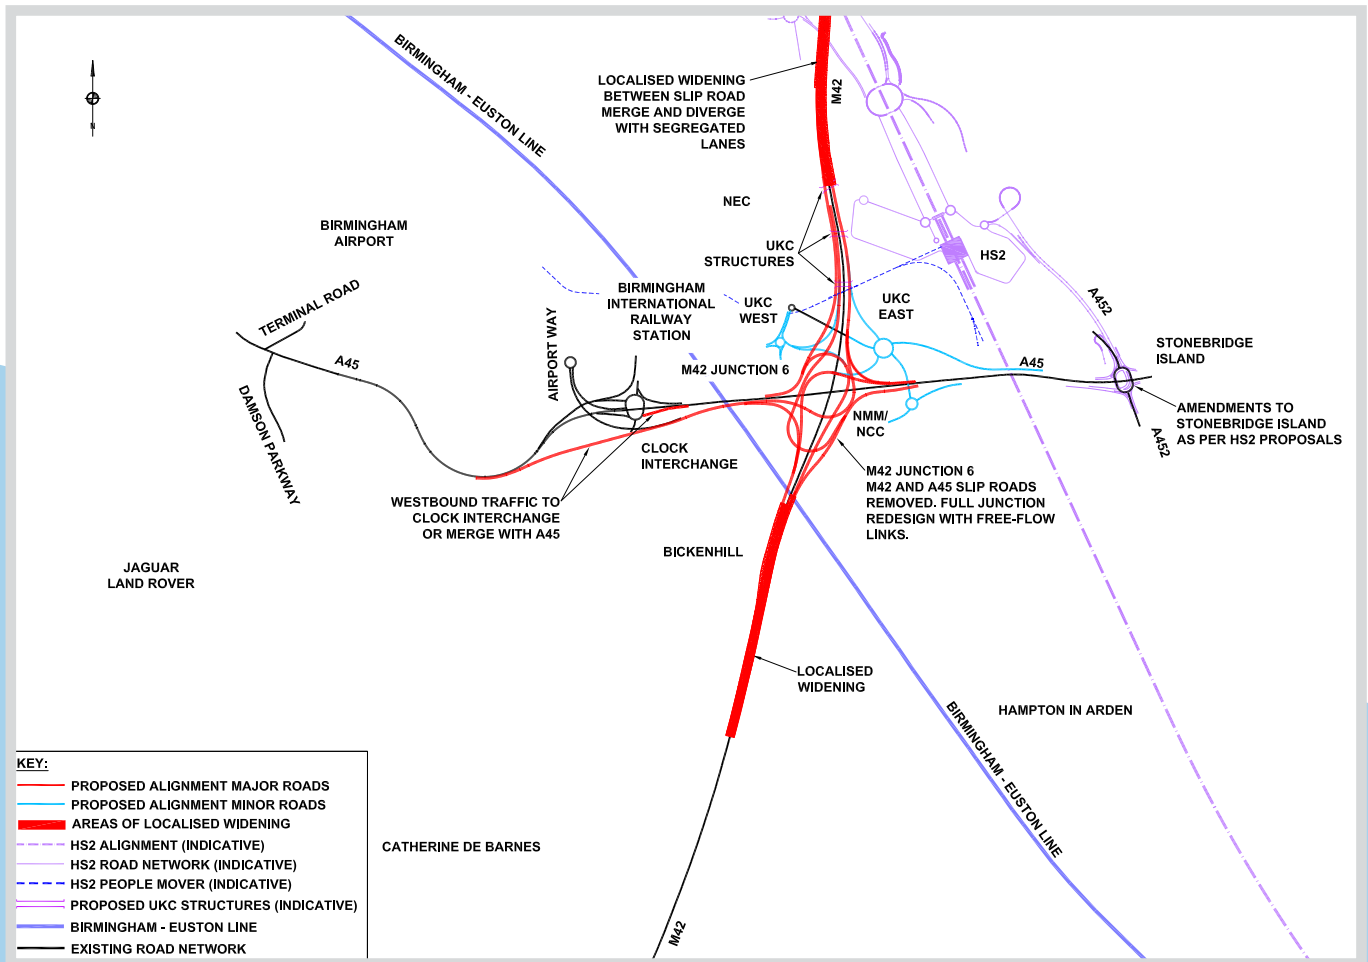 BIRMINGHAM - EUSTON LINE
LOCALISED WIDENING
BETWEEN SLIP ROAD
MERGE AND DIVERGE
WITH SEGREGATED
LANES
M42
N
NEC
BIRMINGHAM
AIRPORT
UKC
STRUCTURES
HS2
TERMINAL ROAD
BIRMINGHAM
INTERNATIONAL
RAILWAY
STATION
UKC
WEST
UKC
EAST
A452
AIRPORT WAY
STONEBRIDGE
ISLAND
A45
M42 JUNCTION 6
A45
DAMSON PARKWAY
NMM/
NCC
AMENDMENTS TO
STONEBRIDGE ISLAND
AS PER HS2 PROPOSALS
A452
CLOCK
INTERCHANGE
M42 JUNCTION 6
M42 AND A45 SLIP ROADS
REMOVED. FULL JUNCTION
REDESIGN WITH FREE-FLOW
LINKS.
WESTBOUND TRAFFIC TO
CLOCK INTERCHANGE
OR MERGE WITH A45
BICKENHILL
JAGUAR
LAND ROVER
LOCALISED
WIDENING
HAMPTON IN ARDEN
BIRMINGHAM - EUSTON LINE
KEY:
PROPOSED ALIGNMENT MAJOR ROADS
PROPOSED ALIGNMENT MINOR ROADS
AREAS OF LOCALISED WIDENING
HS2 ALIGNMENT (INDICATIVE)
HS2 ROAD NETWORK (INDICATIVE)
HS2 PEOPLE MOVER (INDICATIVE)
PROPOSED UKC STRUCTURES (INDICATIVE)
BIRMINGHAM - EUSTON LINE
EXISTING ROAD NETWORK
CATHERINE DE BARNES
M42